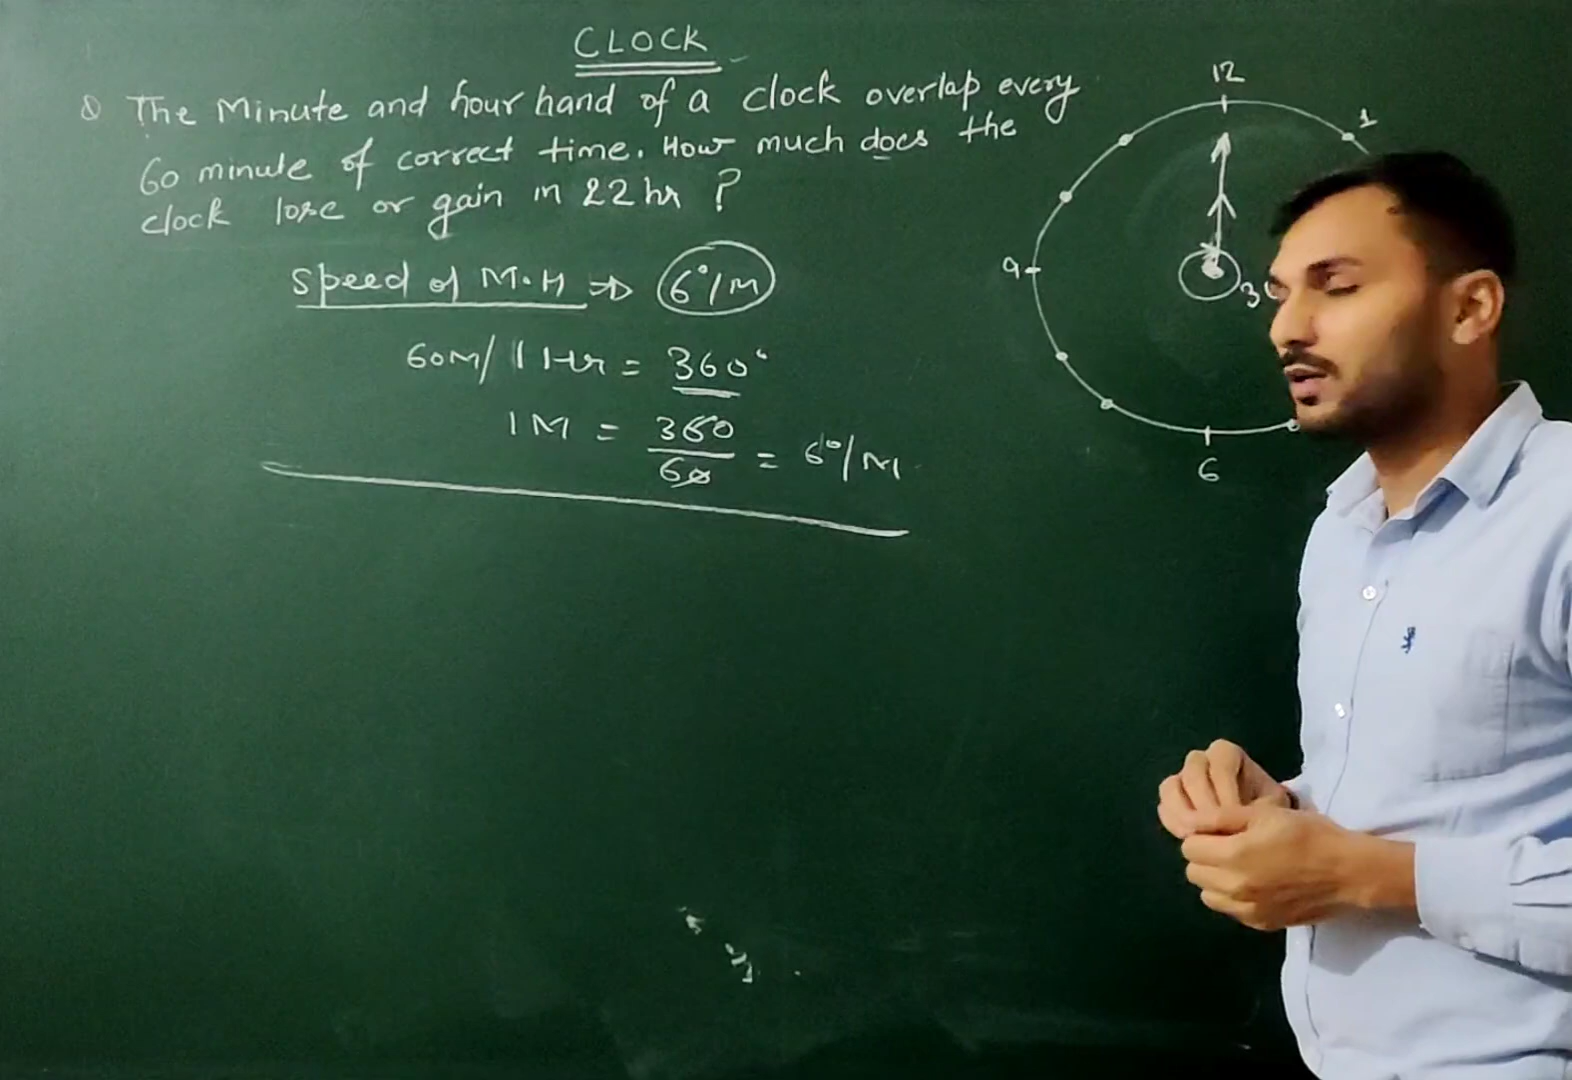 CLOCK
Q The Minute and hour hand of a clock overlap every
60 minute of correct time. How much does the
clock lose or gain in 22 hr ?
Speed of M.H ⇒ 6°/M
60M/ 1 Hr = 360°
1 M = 360/60 = 6°/M
12
1
9
3
6